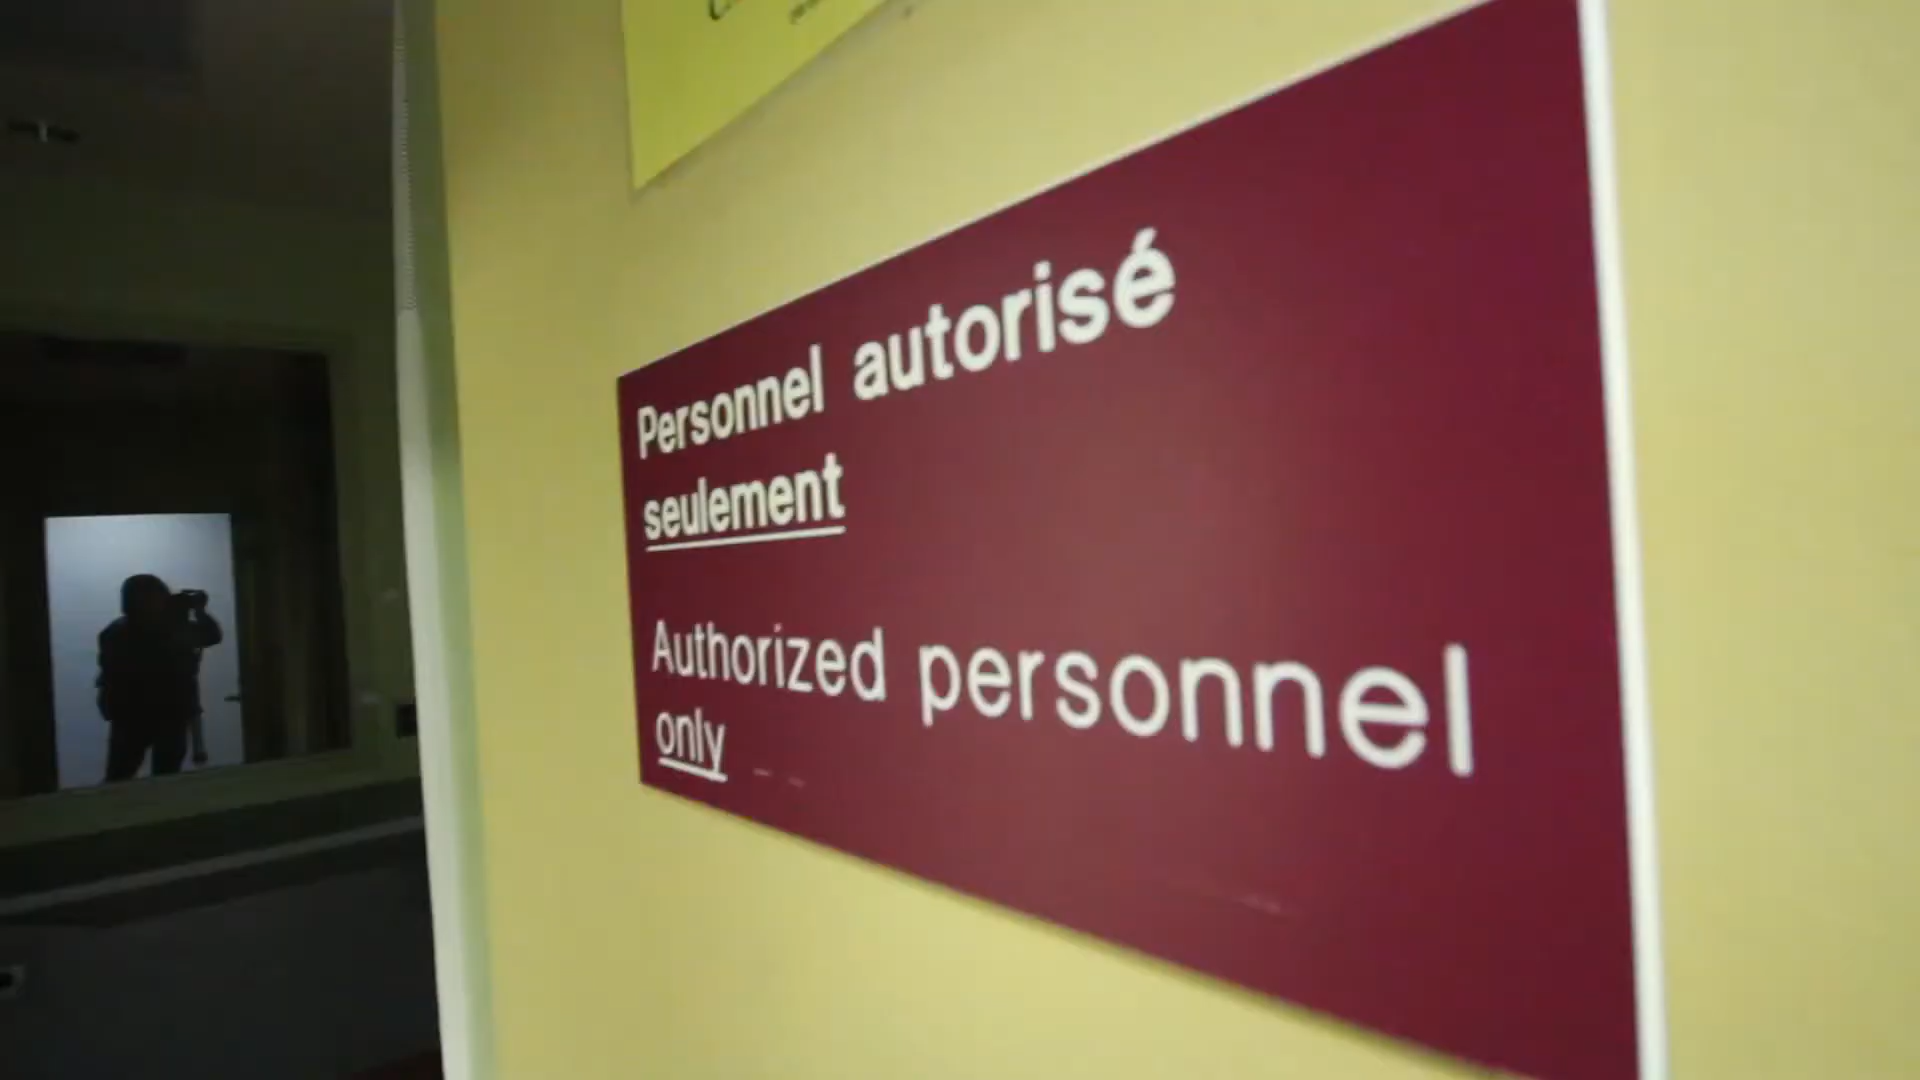 Personnel autorisé
seulement
Authorized personnel
only